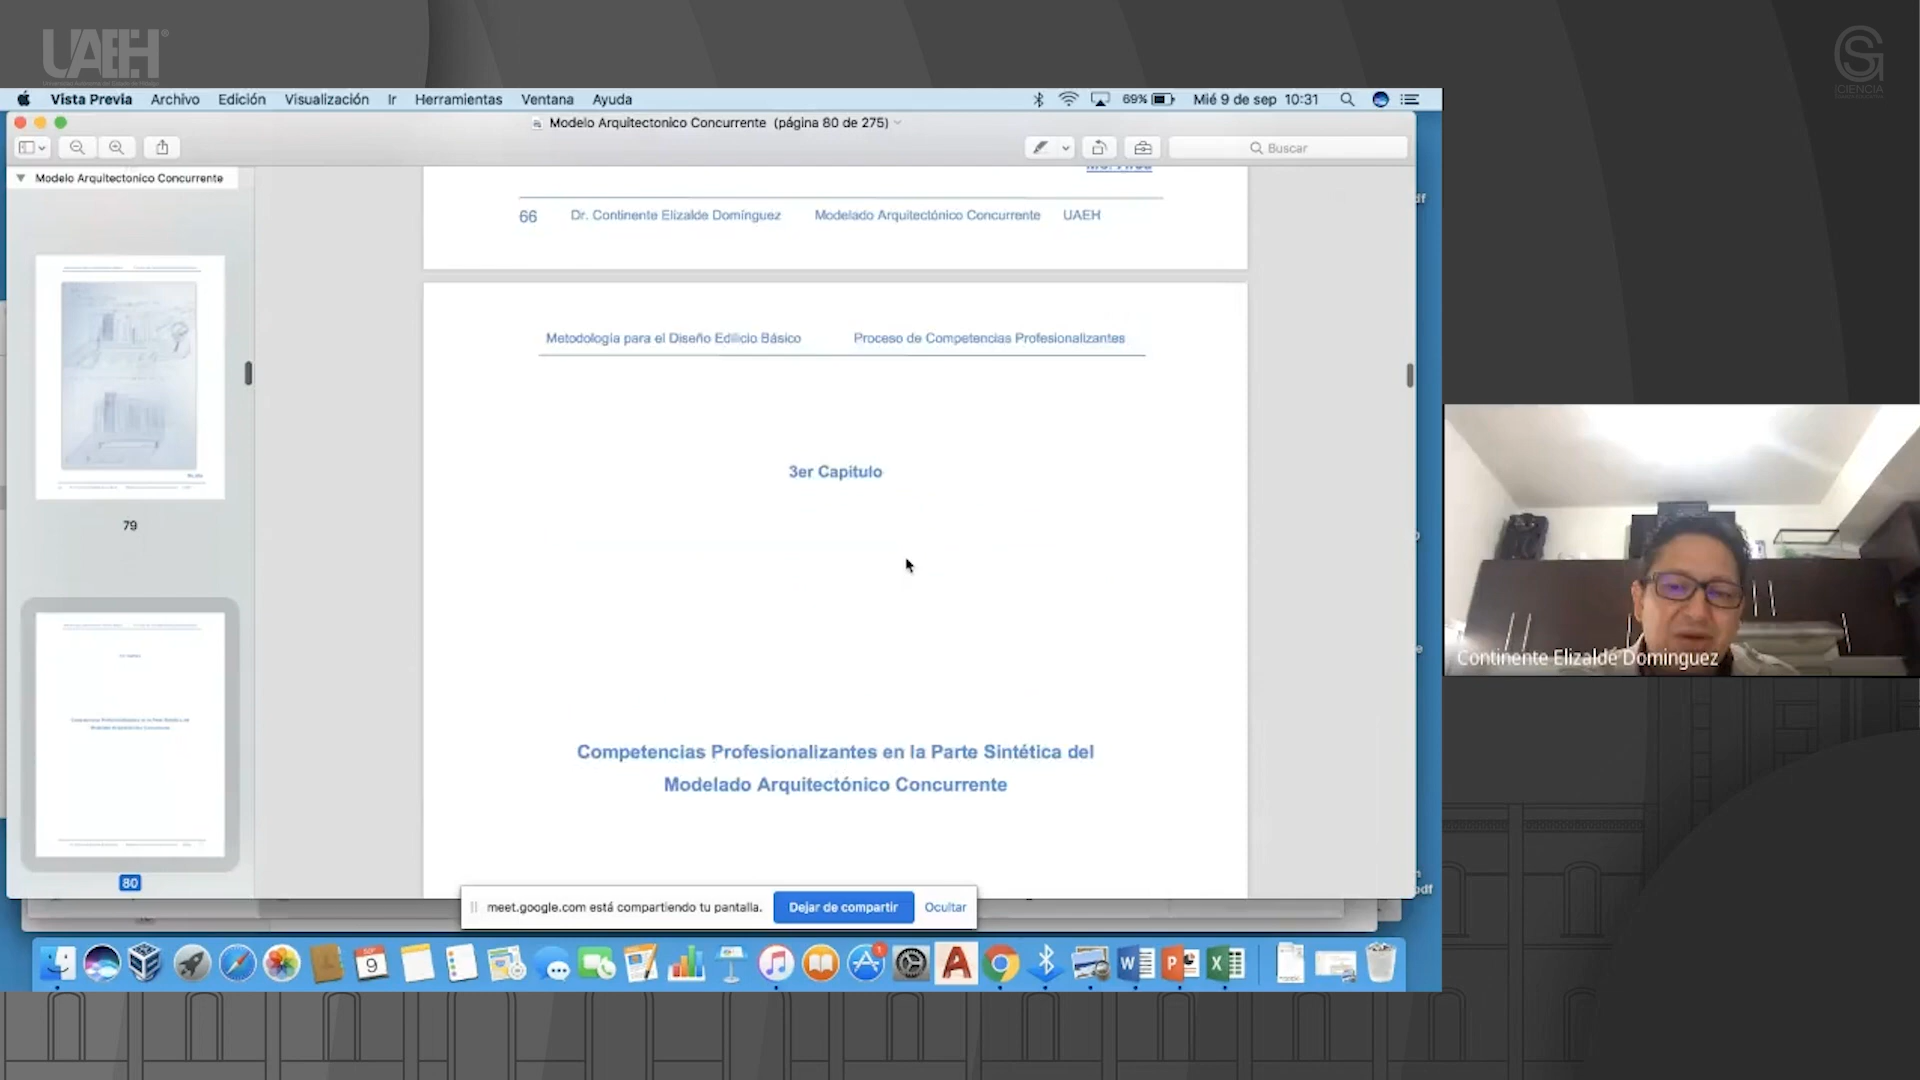 UAEH
CIENCIA
Vista Previa Archivo Edición Visualización Ir Herramientas Ventana Ayuda 69% Mié 9 de sep 10:31
Modelo Arquitectonico Concurrente (página 80 de 275)
Buscar
Modelo Arquitectonico Concurrente
79
80
66 Dr. Continente Elizalde Domínguez Modelado Arquitectónico Concurrente UAEH
Metodología para el Diseño Edilicio Básico Proceso de Competencias Profesionalizantes
3er Capitulo
Competencias Profesionalizantes en la Parte Sintética del
Modelado Arquitectónico Concurrente
meet.google.com está compartiendo tu pantalla. Dejar de compartir Ocultar
Continente Elizalde Dominguez